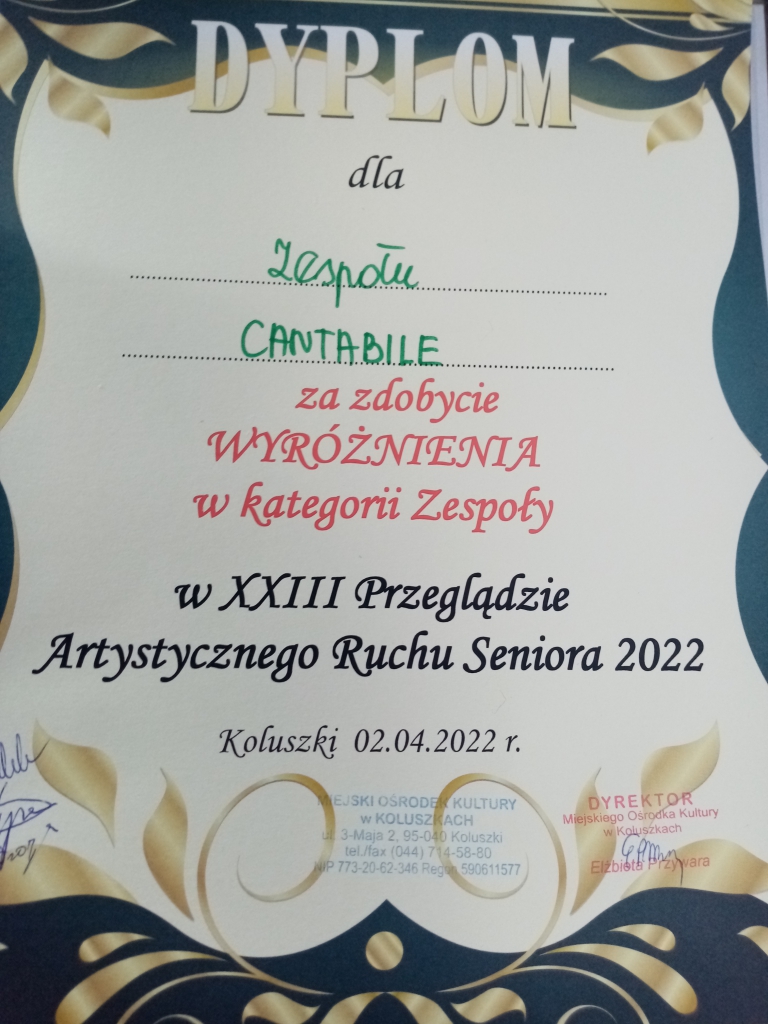 DYPLOM
dla
Zespołu
CANTABILE
za zdobycie
WYRÓŻNIENIA
w kategorii Zespoły
w XXIII Przeglądzie
Artystycznego Ruchu Seniora 2022
Koluszki 02.04.2022 r.
MIEJSKI OŚRODEK KULTURY
w KOLUSZKACH
ul. 3-Maja 2, 95-040 Koluszki
tel./fax (044) 714-58-80
NIP 773-20-62-346 Regon 590611577
DYREKTOR
Miejskiego Ośrodka Kultury
w Koluszkach
Elżbieta Przywara